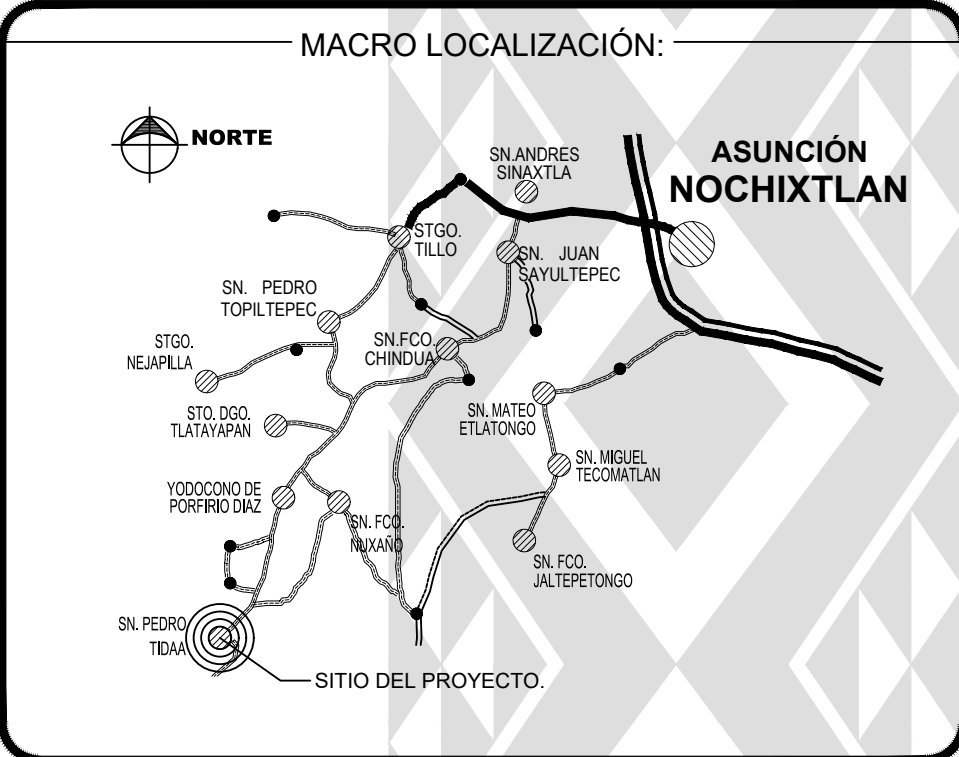 MACRO LOCALIZACIÓN:
NORTE
SN.ANDRES
SINAXTLA
ASUNCIÓN
NOCHIXTLAN
STGO.
TILLO
SN. JUAN
SAYULTEPEC
SN. PEDRO
TOPILTEPEC
STGO.
NEJAPILLA
SN.FCO.
CHINDUA
STO. DGO.
TLATAYAPAN
SN. MATEO
ETLATONGO
SN. MIGUEL
TECOMATLAN
YODOCONO DE
PORFIRIO DIAZ
SN. FCO.
NUXAÑO
SN. FCO.
JALTEPETONGO
SN. PEDRO
TIDAA
SITIO DEL PROYECTO.